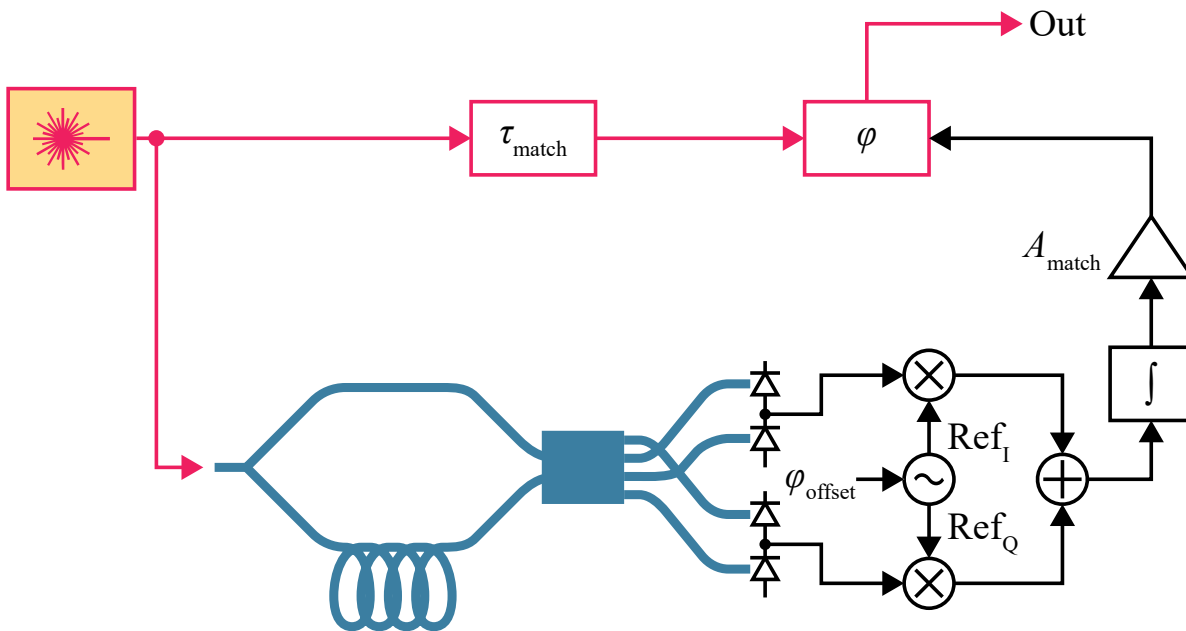 Out
τmatch
φ
Amatch
∫
RefI
φoffset
RefQ